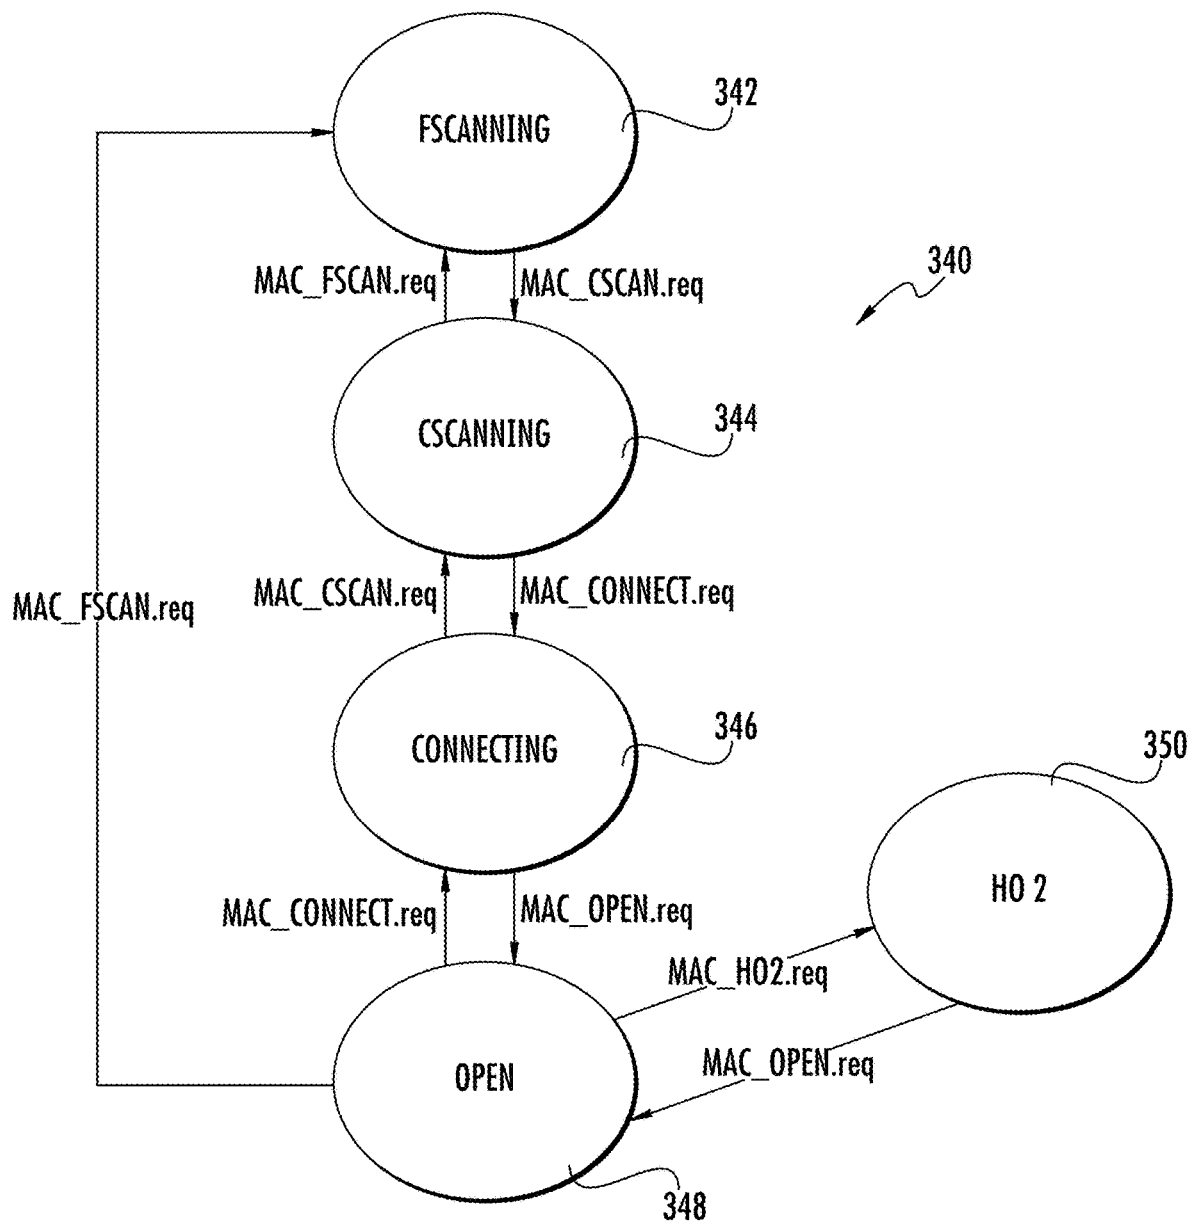 342
FSCANNING
340
MAC_FSCAN.req
MAC_CSCAN.req
344
CSCANNING
MAC_FSCAN.req
MAC_CSCAN.req
MAC_CONNECT.req
346
CONNECTING
350
HO 2
MAC_CONNECT.req
MAC_OPEN.req
MAC_HO2.req
MAC_OPEN.req
OPEN
348